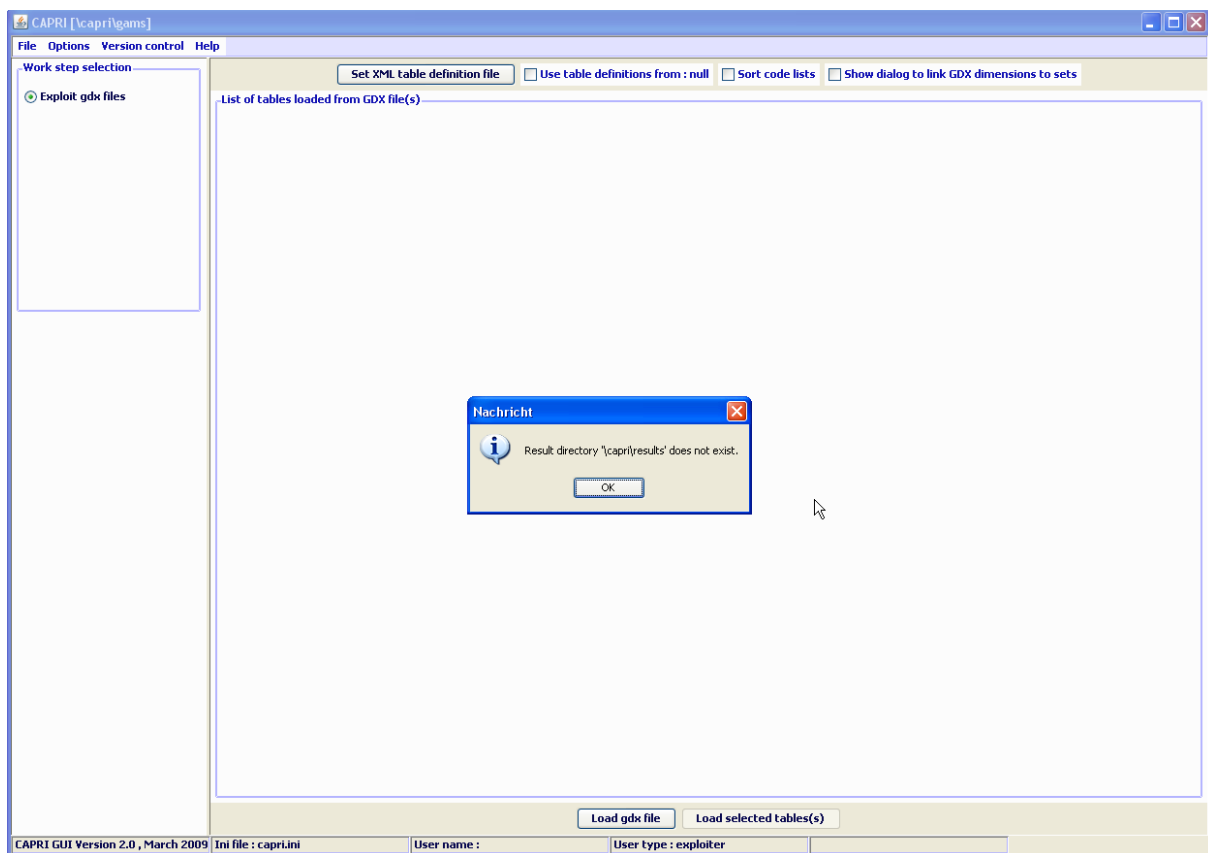 CAPRI [\capri\gams]
File Options Version control Help
Work step selection
Exploit gdx files
Set XML table definition file Use table definitions from : null Sort code lists Show dialog to link GDX dimensions to sets
List of tables loaded from GDX file(s)
Nachricht
Result directory '\capri\results' does not exist.
OK
Load gdx file Load selected tables(s)
CAPRI GUI Version 2.0 , March 2009 Ini file : capri.ini User name : User type : exploiter